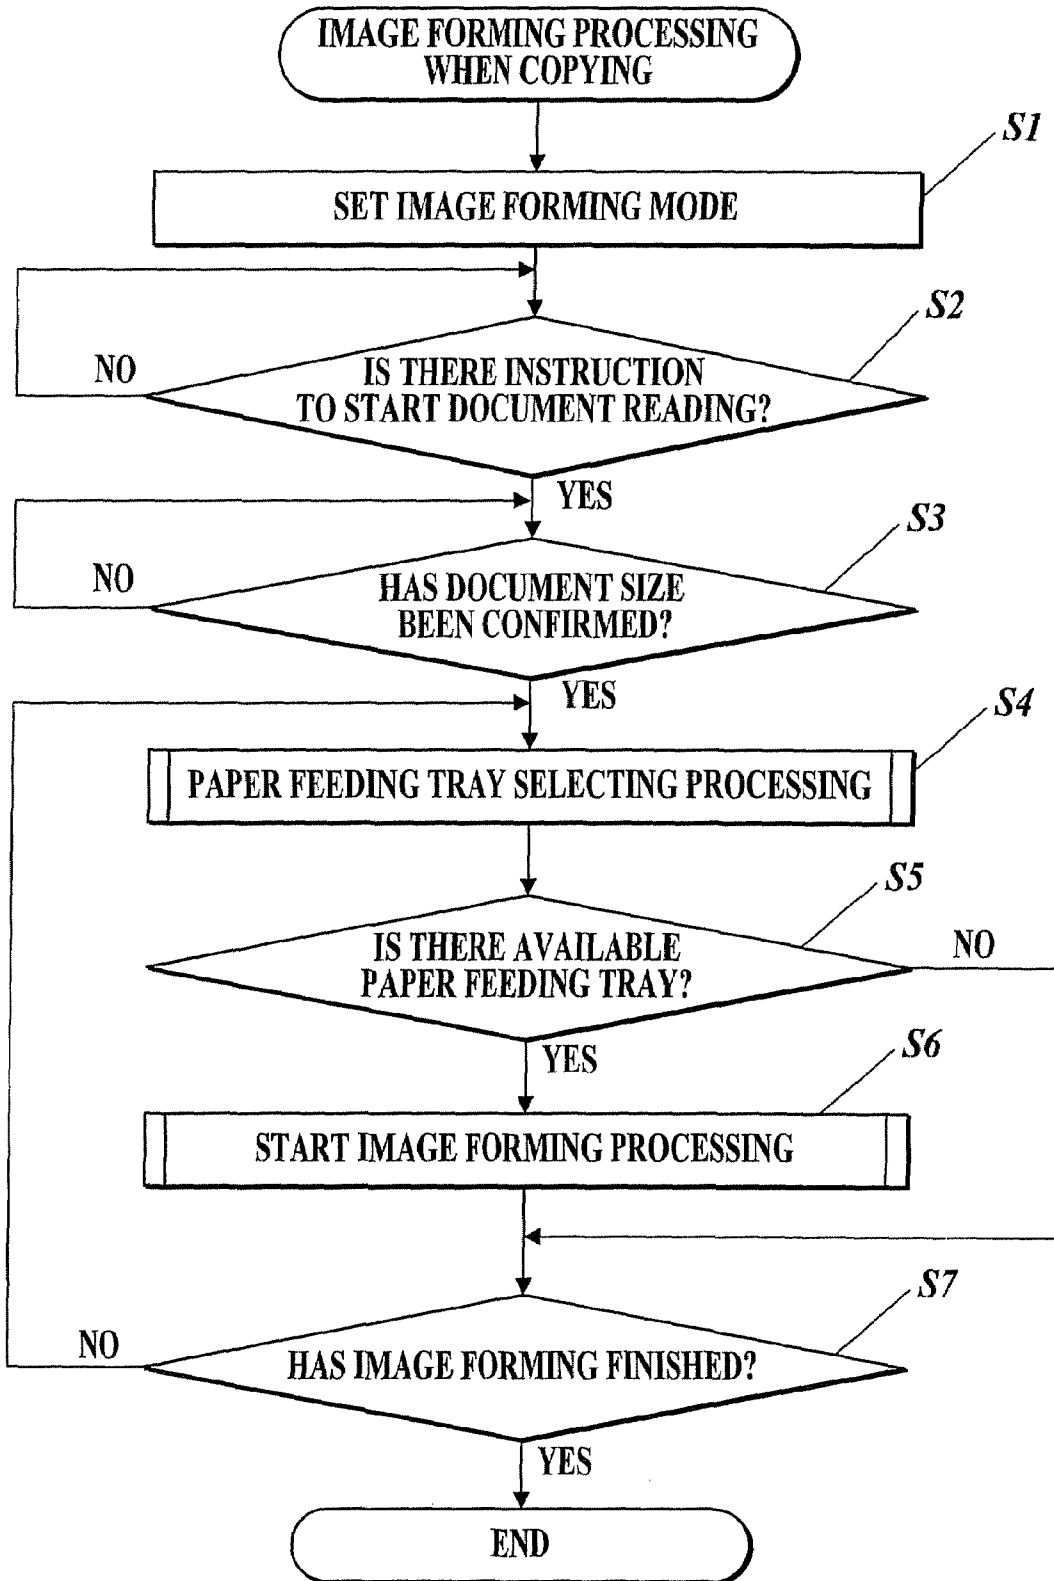 IMAGE FORMING PROCESSING
WHEN COPYING
S1
SET IMAGE FORMING MODE
S2
NO
IS THERE INSTRUCTION
TO START DOCUMENT READING?
YES
S3
NO
HAS DOCUMENT SIZE
BEEN CONFIRMED?
YES
S4
PAPER FEEDING TRAY SELECTING PROCESSING
S5
IS THERE AVAILABLE
PAPER FEEDING TRAY?
NO
YES
S6
START IMAGE FORMING PROCESSING
S7
NO
HAS IMAGE FORMING FINISHED?
YES
END